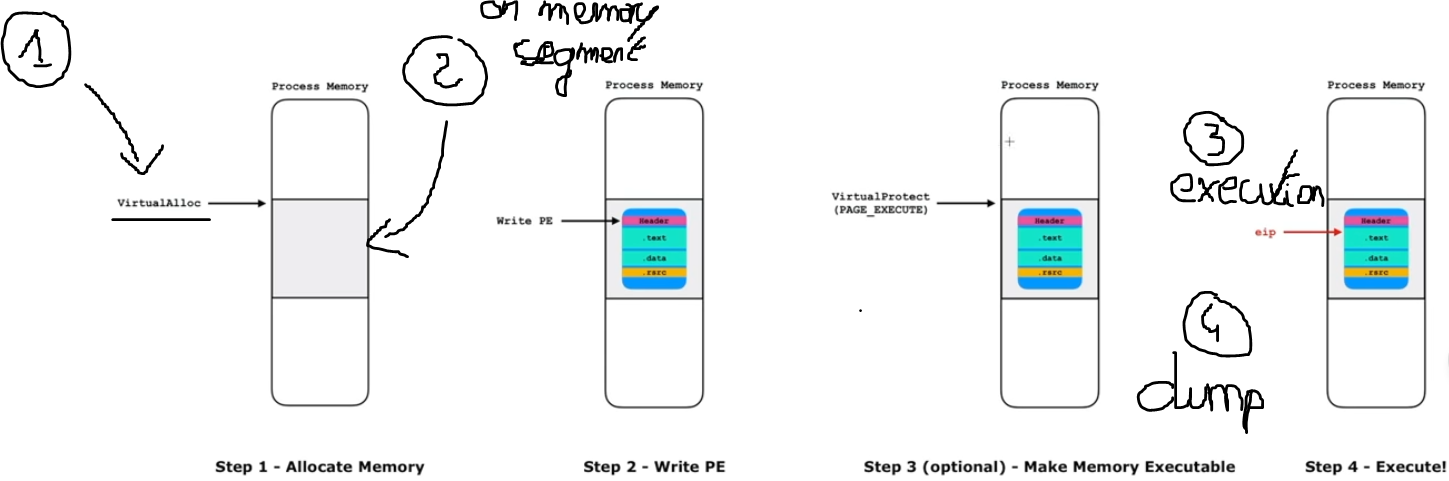 1
on memory
segment
2
Process Memory
VirtualAlloc
Step 1 - Allocate Memory
Process Memory
Write PE
Header
.text
.data
.rsrc
Step 2 - Write PE
Process Memory
VirtualProtect
(PAGE_EXECUTE)
Header
.text
.data
.rsrc
Step 3 (optional) - Make Memory Executable
3
execution
4
dump
Process Memory
eip
Header
.text
.data
.rsrc
Step 4 - Execute!